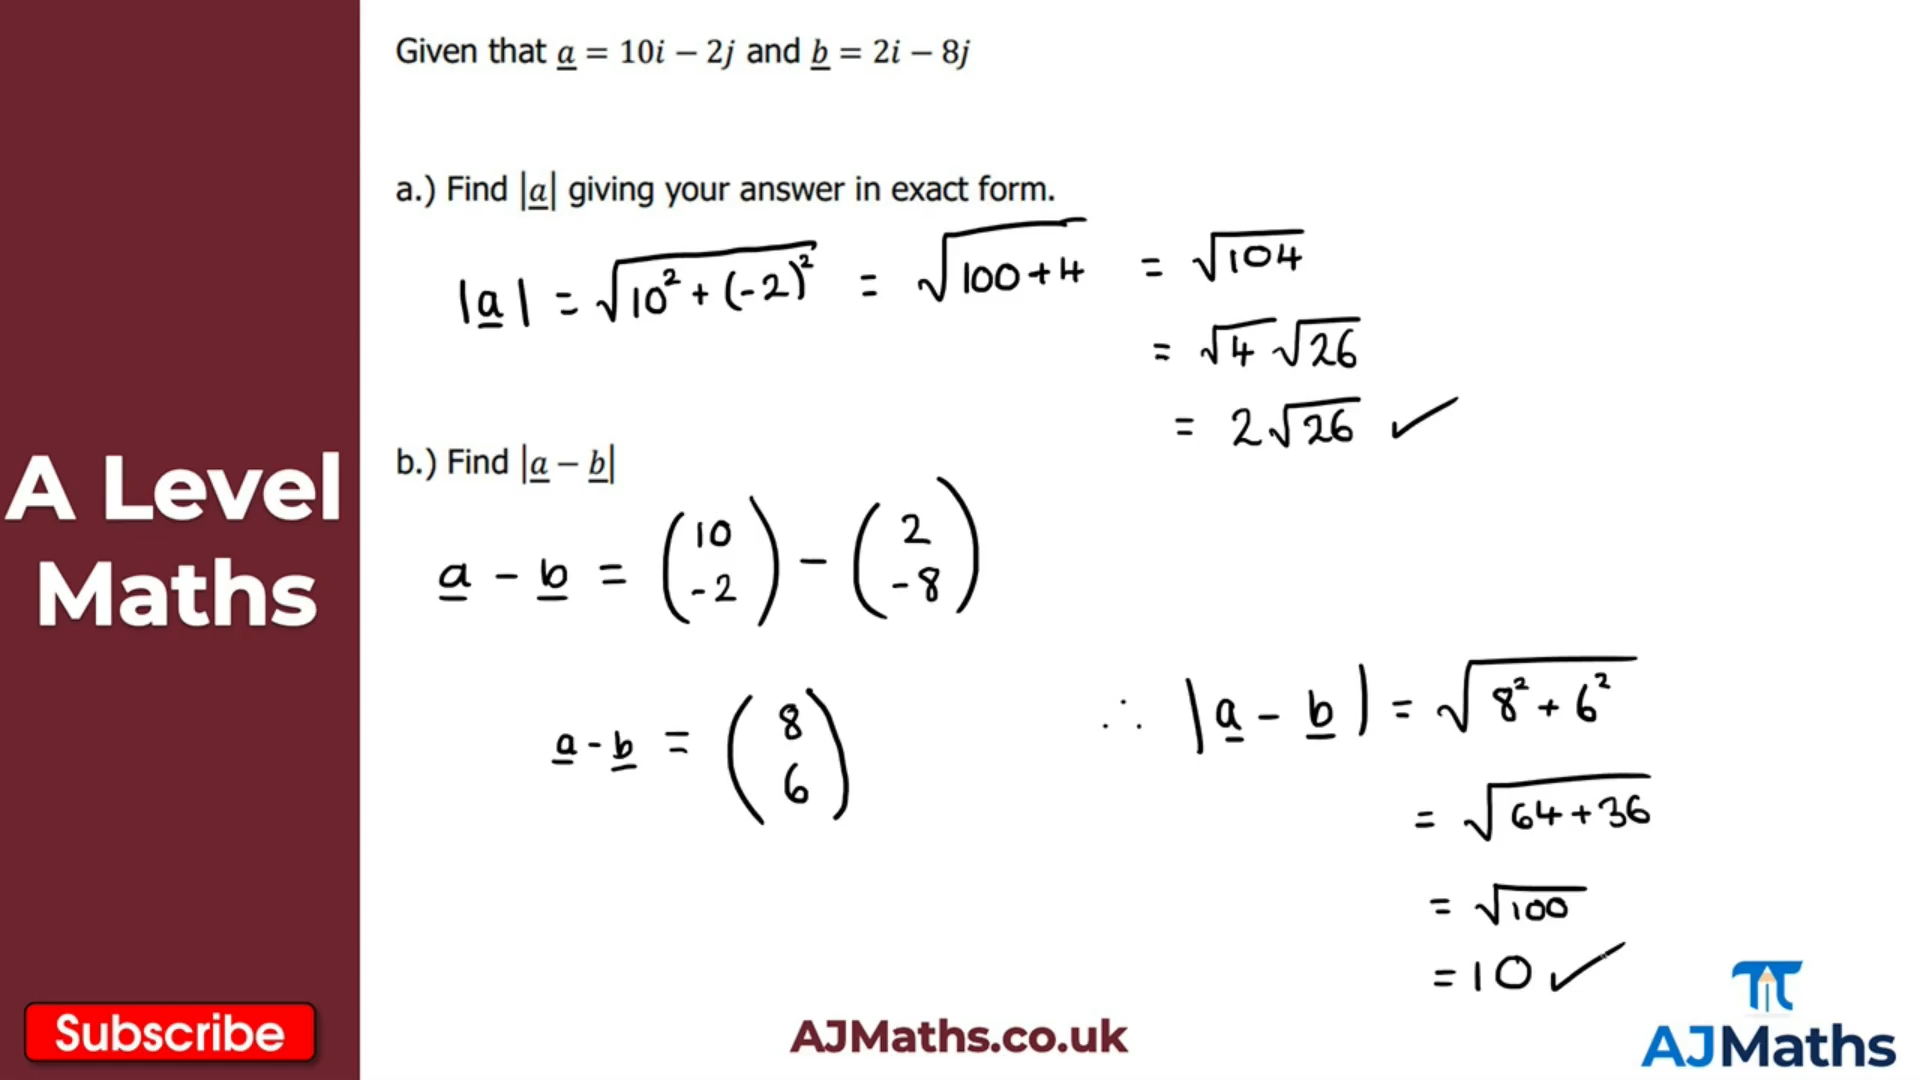 Given that a = 10i − 2j and b = 2i − 8j
a.) Find |a| giving your answer in exact form.
|a| = √(10² + (-2)²) = √(100+4) = √104
= √4 √26
= 2√26 ✓
b.) Find |a − b|
a - b = (10 -2) - (2 -8)
a - b = (8 6)
∴ |a - b| = √(8² + 6²)
= √(64+36)
= √100
= 10 ✓
A Level
Maths
Subscribe
AJMaths.co.uk
AJMaths